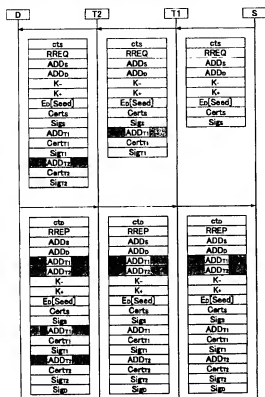 D T2 T1 S
cts cts cts
RREQ RREQ RREQ
ADDs ADDs ADDs
ADDD ADDD ADDD
K- K- K-
K+ K+ K+
ED[Seed] ED[Seed] ED[Seed]
Certs Certs Certs
Sigs Sigs Sigs
ADDT1 ADDT1
CertT1 CertT1
SigT1 SigT1
ADDT2
CertT2
SigT2
ctD ctD ctD
RREP RREP RREP
ADDs ADDs ADDs
ADDD ADDD ADDD
ADDT1 ADDT1 ADDT1
ADDT2 ADDT2 ADDT2
K- K- K-
K+ K+ K+
ED[Seed] ED[Seed] ED[Seed]
Certs Certs Certs
Sigs Sigs Sigs
ADDT1 ADDT1 ADDT1
CertT1 CertT1 CertT1
SigT1 SigT1 SigT1
ADDT2 ADDT2 ADDT2
CertT2 CertT2 CertT2
SigT2 SigT2 SigT2
SigD SigD SigD